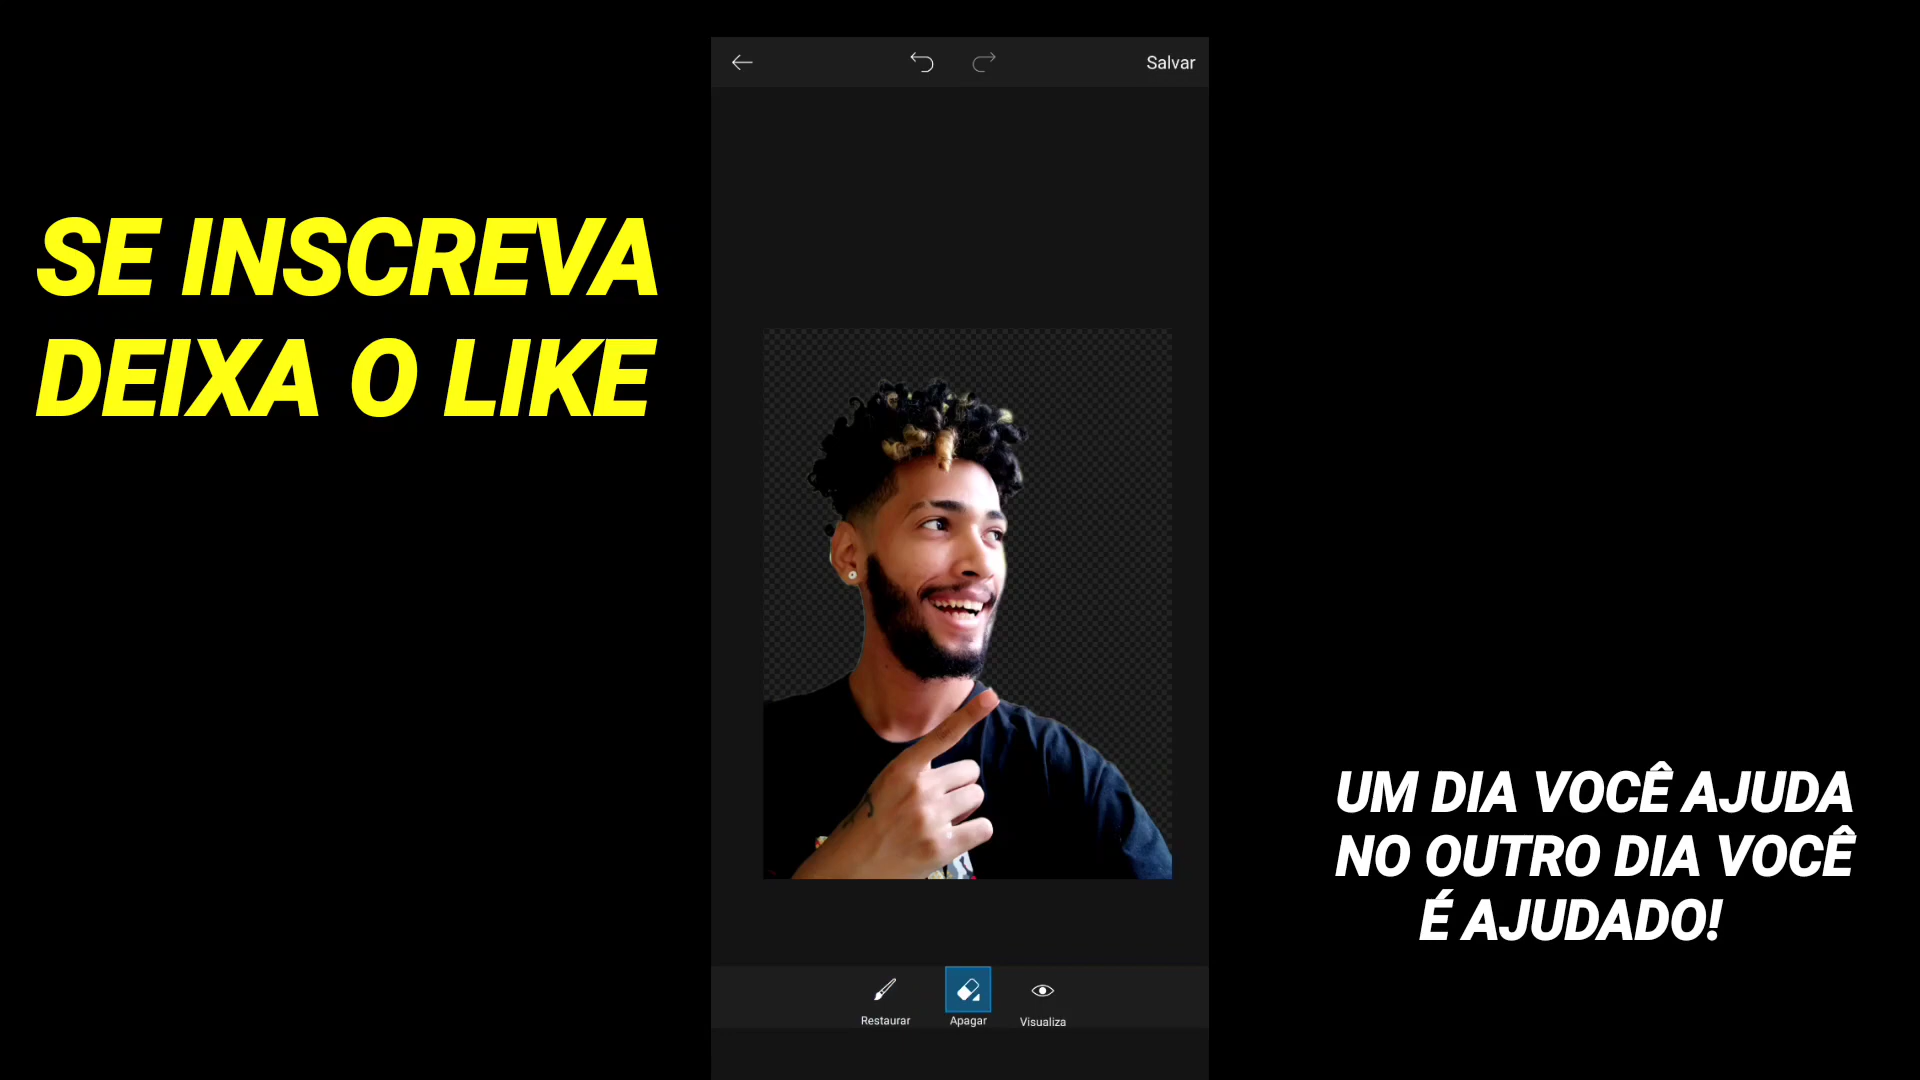 Salvar
SE INSCREVA
DEIXA O LIKE
UM DIA VOCÊ AJUDA
NO OUTRO DIA VOCÊ
É AJUDADO!
Restaurar
Apagar
Visualiza